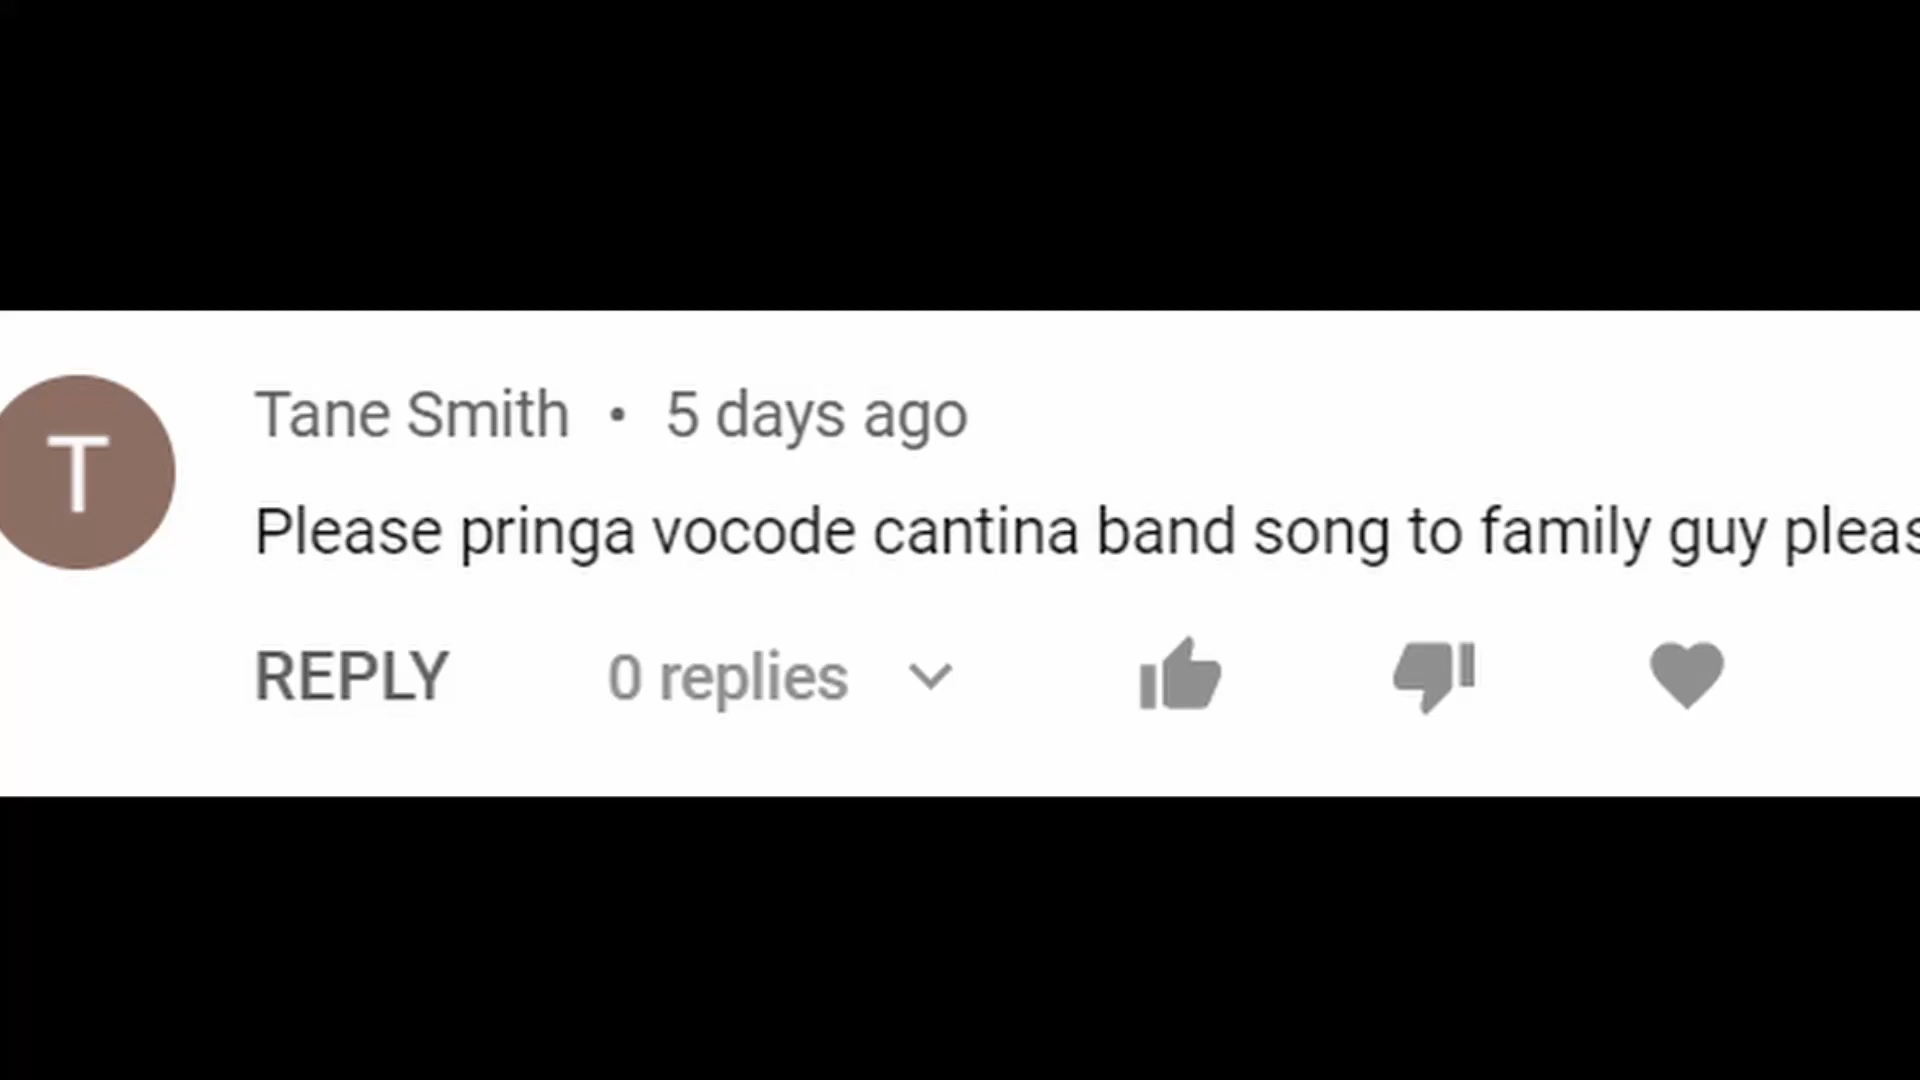 T
Tane Smith • 5 days ago
Please pringa vocode cantina band song to family guy pleas
REPLY 0 replies